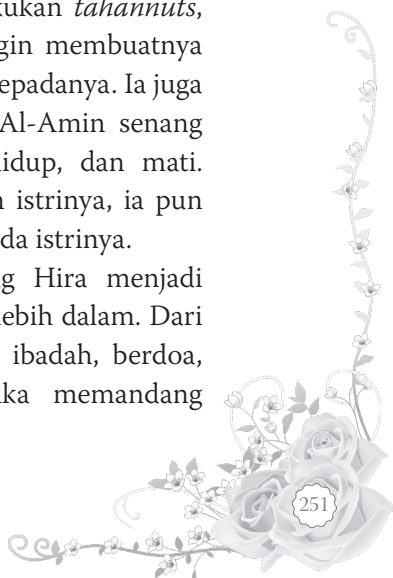 kukan tahannuts,
gin membuatnya
epadanya. Ia juga
Al-Amin senang
idup, dan mati.
istrinya, ia pun
da istrinya.
g Hira menjadi
lebih dalam. Dari
ibadah, berdoa,
ka memandang
251